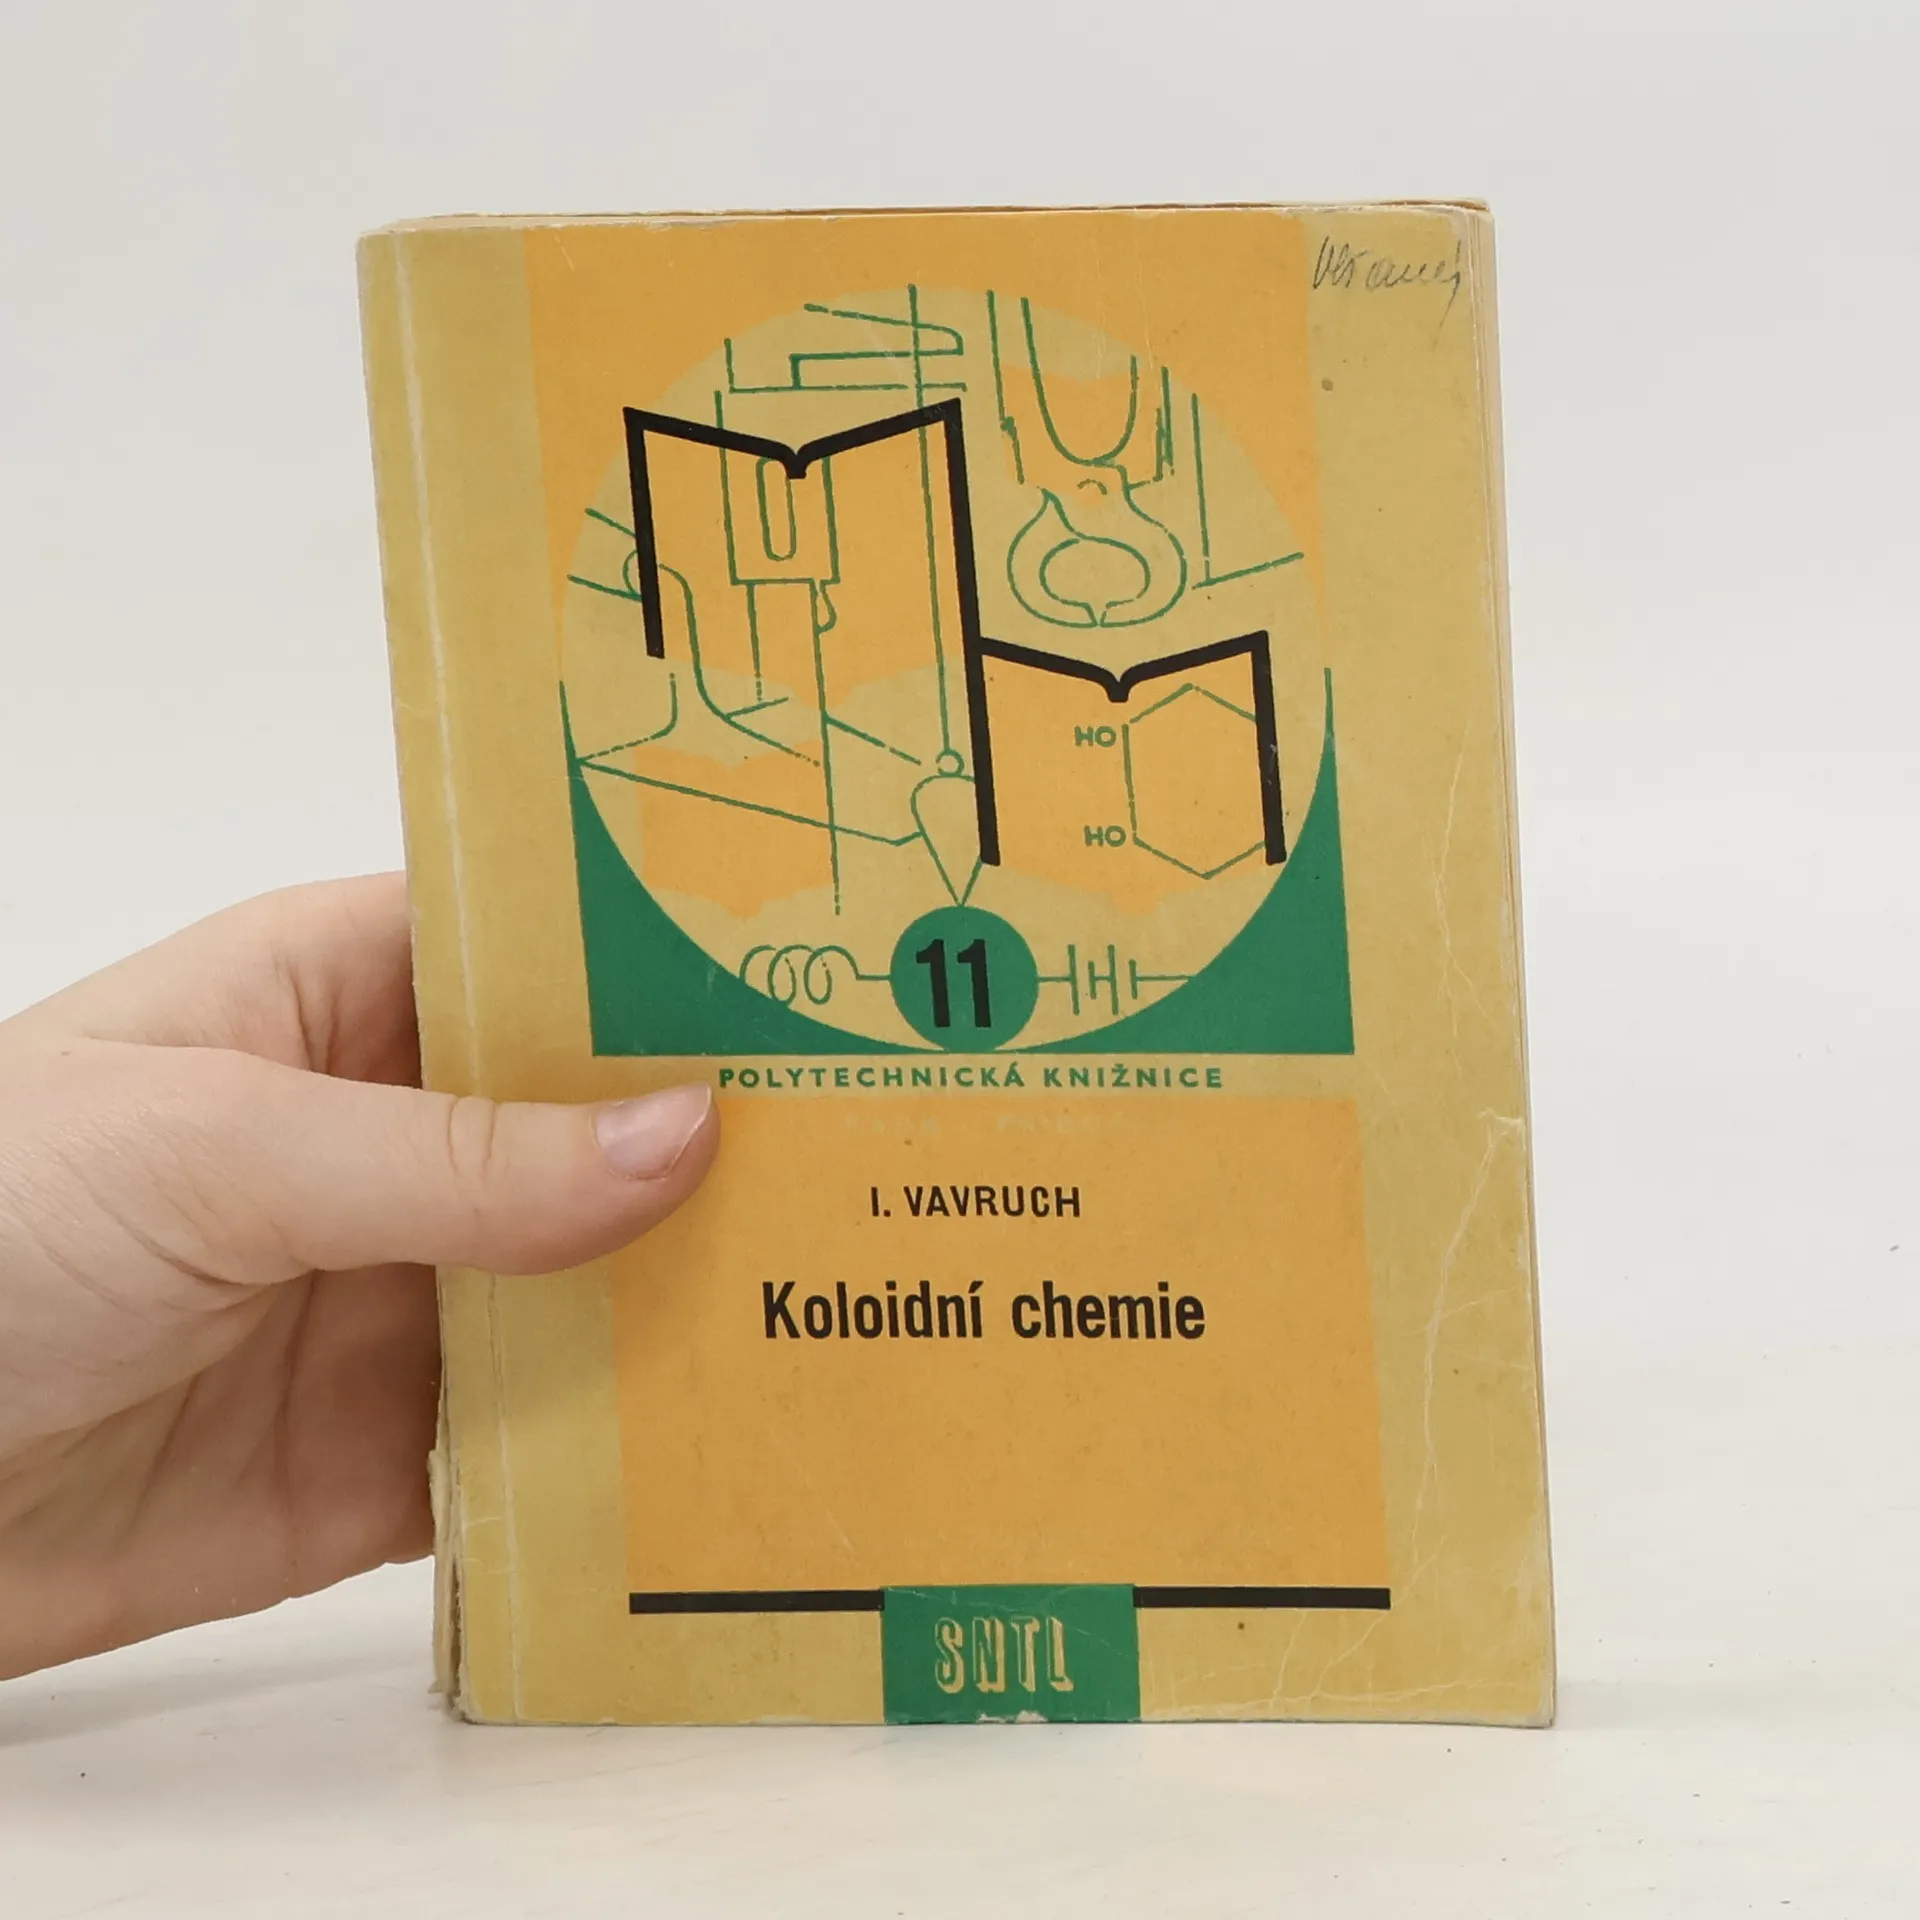 HO
HO
11
POLYTECHNICKÁ KNIŽNICE
I. VAVRUCH
Koloidní chemie
SNTL